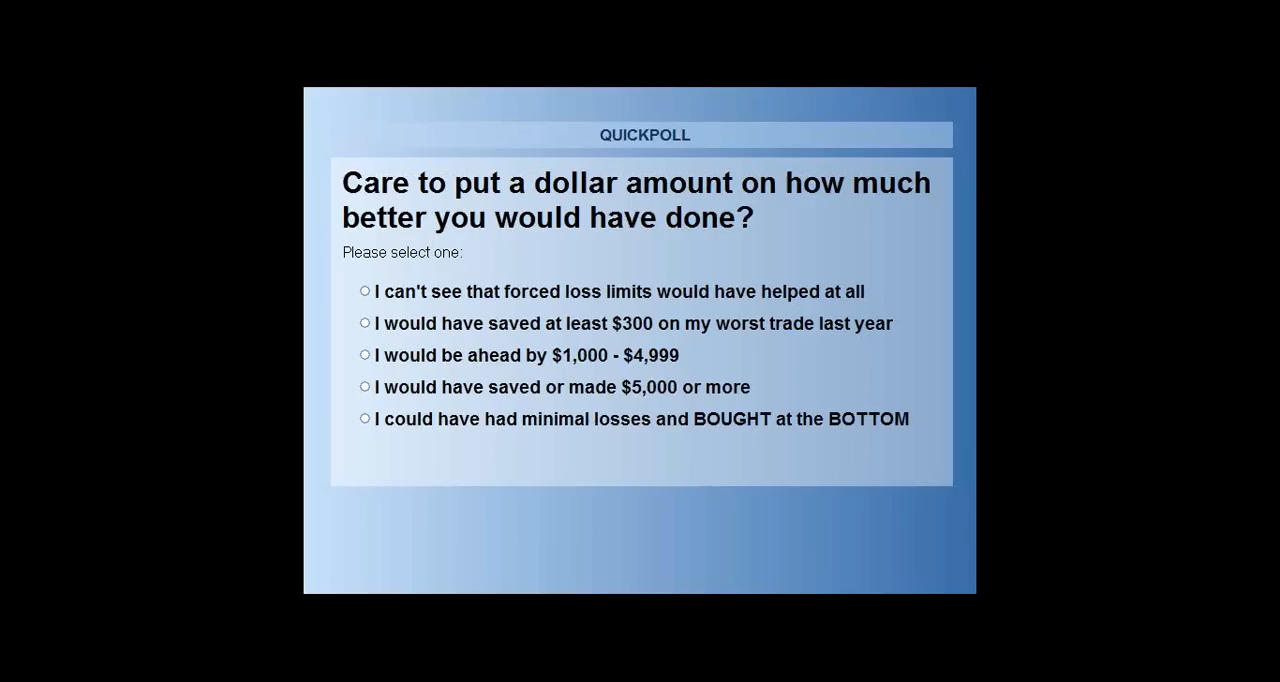 QUICKPOLL
Care to put a dollar amount on how much
better you would have done?
Please select one:
I can't see that forced loss limits would have helped at all
I would have saved at least $300 on my worst trade last year
I would be ahead by $1,000 - $4,999
I would have saved or made $5,000 or more
I could have had minimal losses and BOUGHT at the BOTTOM